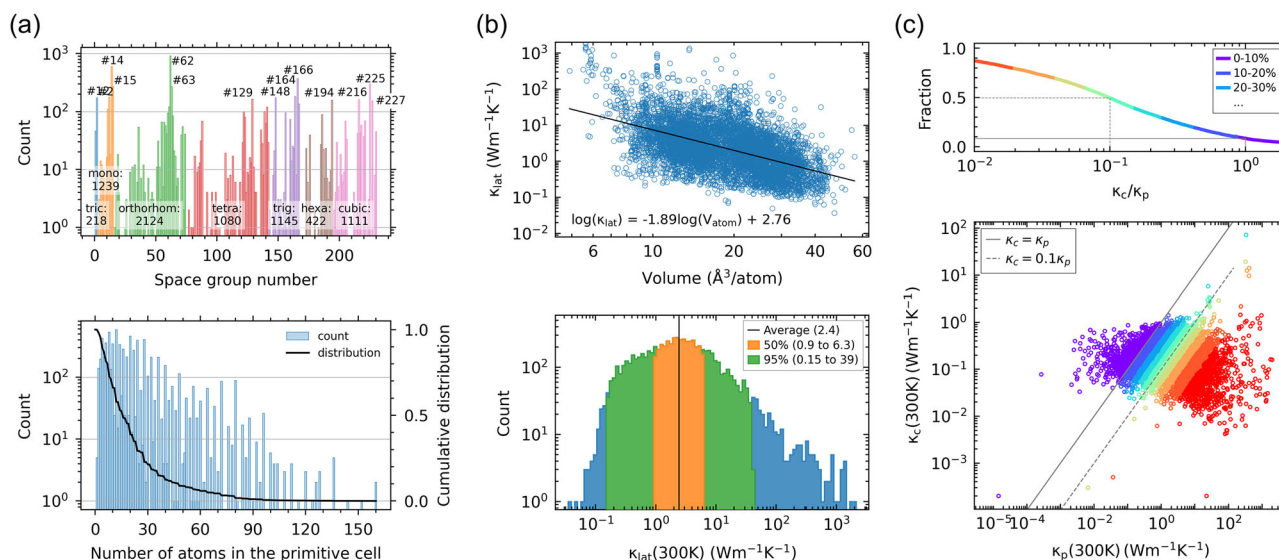 (a)
10³
10²
10¹
10⁰
Count
#14
#15
#12
#2
#62
#63
#129
#164
#148
#166
#194
#216
#225
#227
mono:
1239
tric:
218
orthorhom:
2124
tetra:
1080
trig:
1145
hexa:
422
cubic:
1111
0 50 100 150 200
Space group number
10²
10¹
10⁰
Count
count
distribution
1.0
0.5
0.0
Cumulative distribution
0 30 60 90 120 160
Number of atoms in the primitive cell
(b)
10³
10²
10¹
10⁰
10⁻¹
10⁻²
κlat (Wm⁻¹K⁻¹)
log(κlat) = -1.89log(Vatom) + 2.76
6 10 20 40 60
Volume (Å³/atom)
10²
10¹
10⁰
Count
Average (2.4)
50% (0.9 to 6.3)
95% (0.15 to 39)
10⁻¹ 10⁰ 10¹ 10² 10³
κlat(300K) (Wm⁻¹K⁻¹)
(c)
1.0
0.5
0.0
Fraction
0-10%
10-20%
20-30%
...
10⁻² 10⁻¹ 10⁰
κc/κp
κc = κp
κc = 0.1κp
10²
10¹
10⁰
10⁻¹
10⁻²
10⁻³
κc(300K) (Wm⁻¹K⁻¹)
10⁻⁵ 10⁻⁴ 10⁻² 10⁰ 10² 10³
κp(300K) (Wm⁻¹K⁻¹)